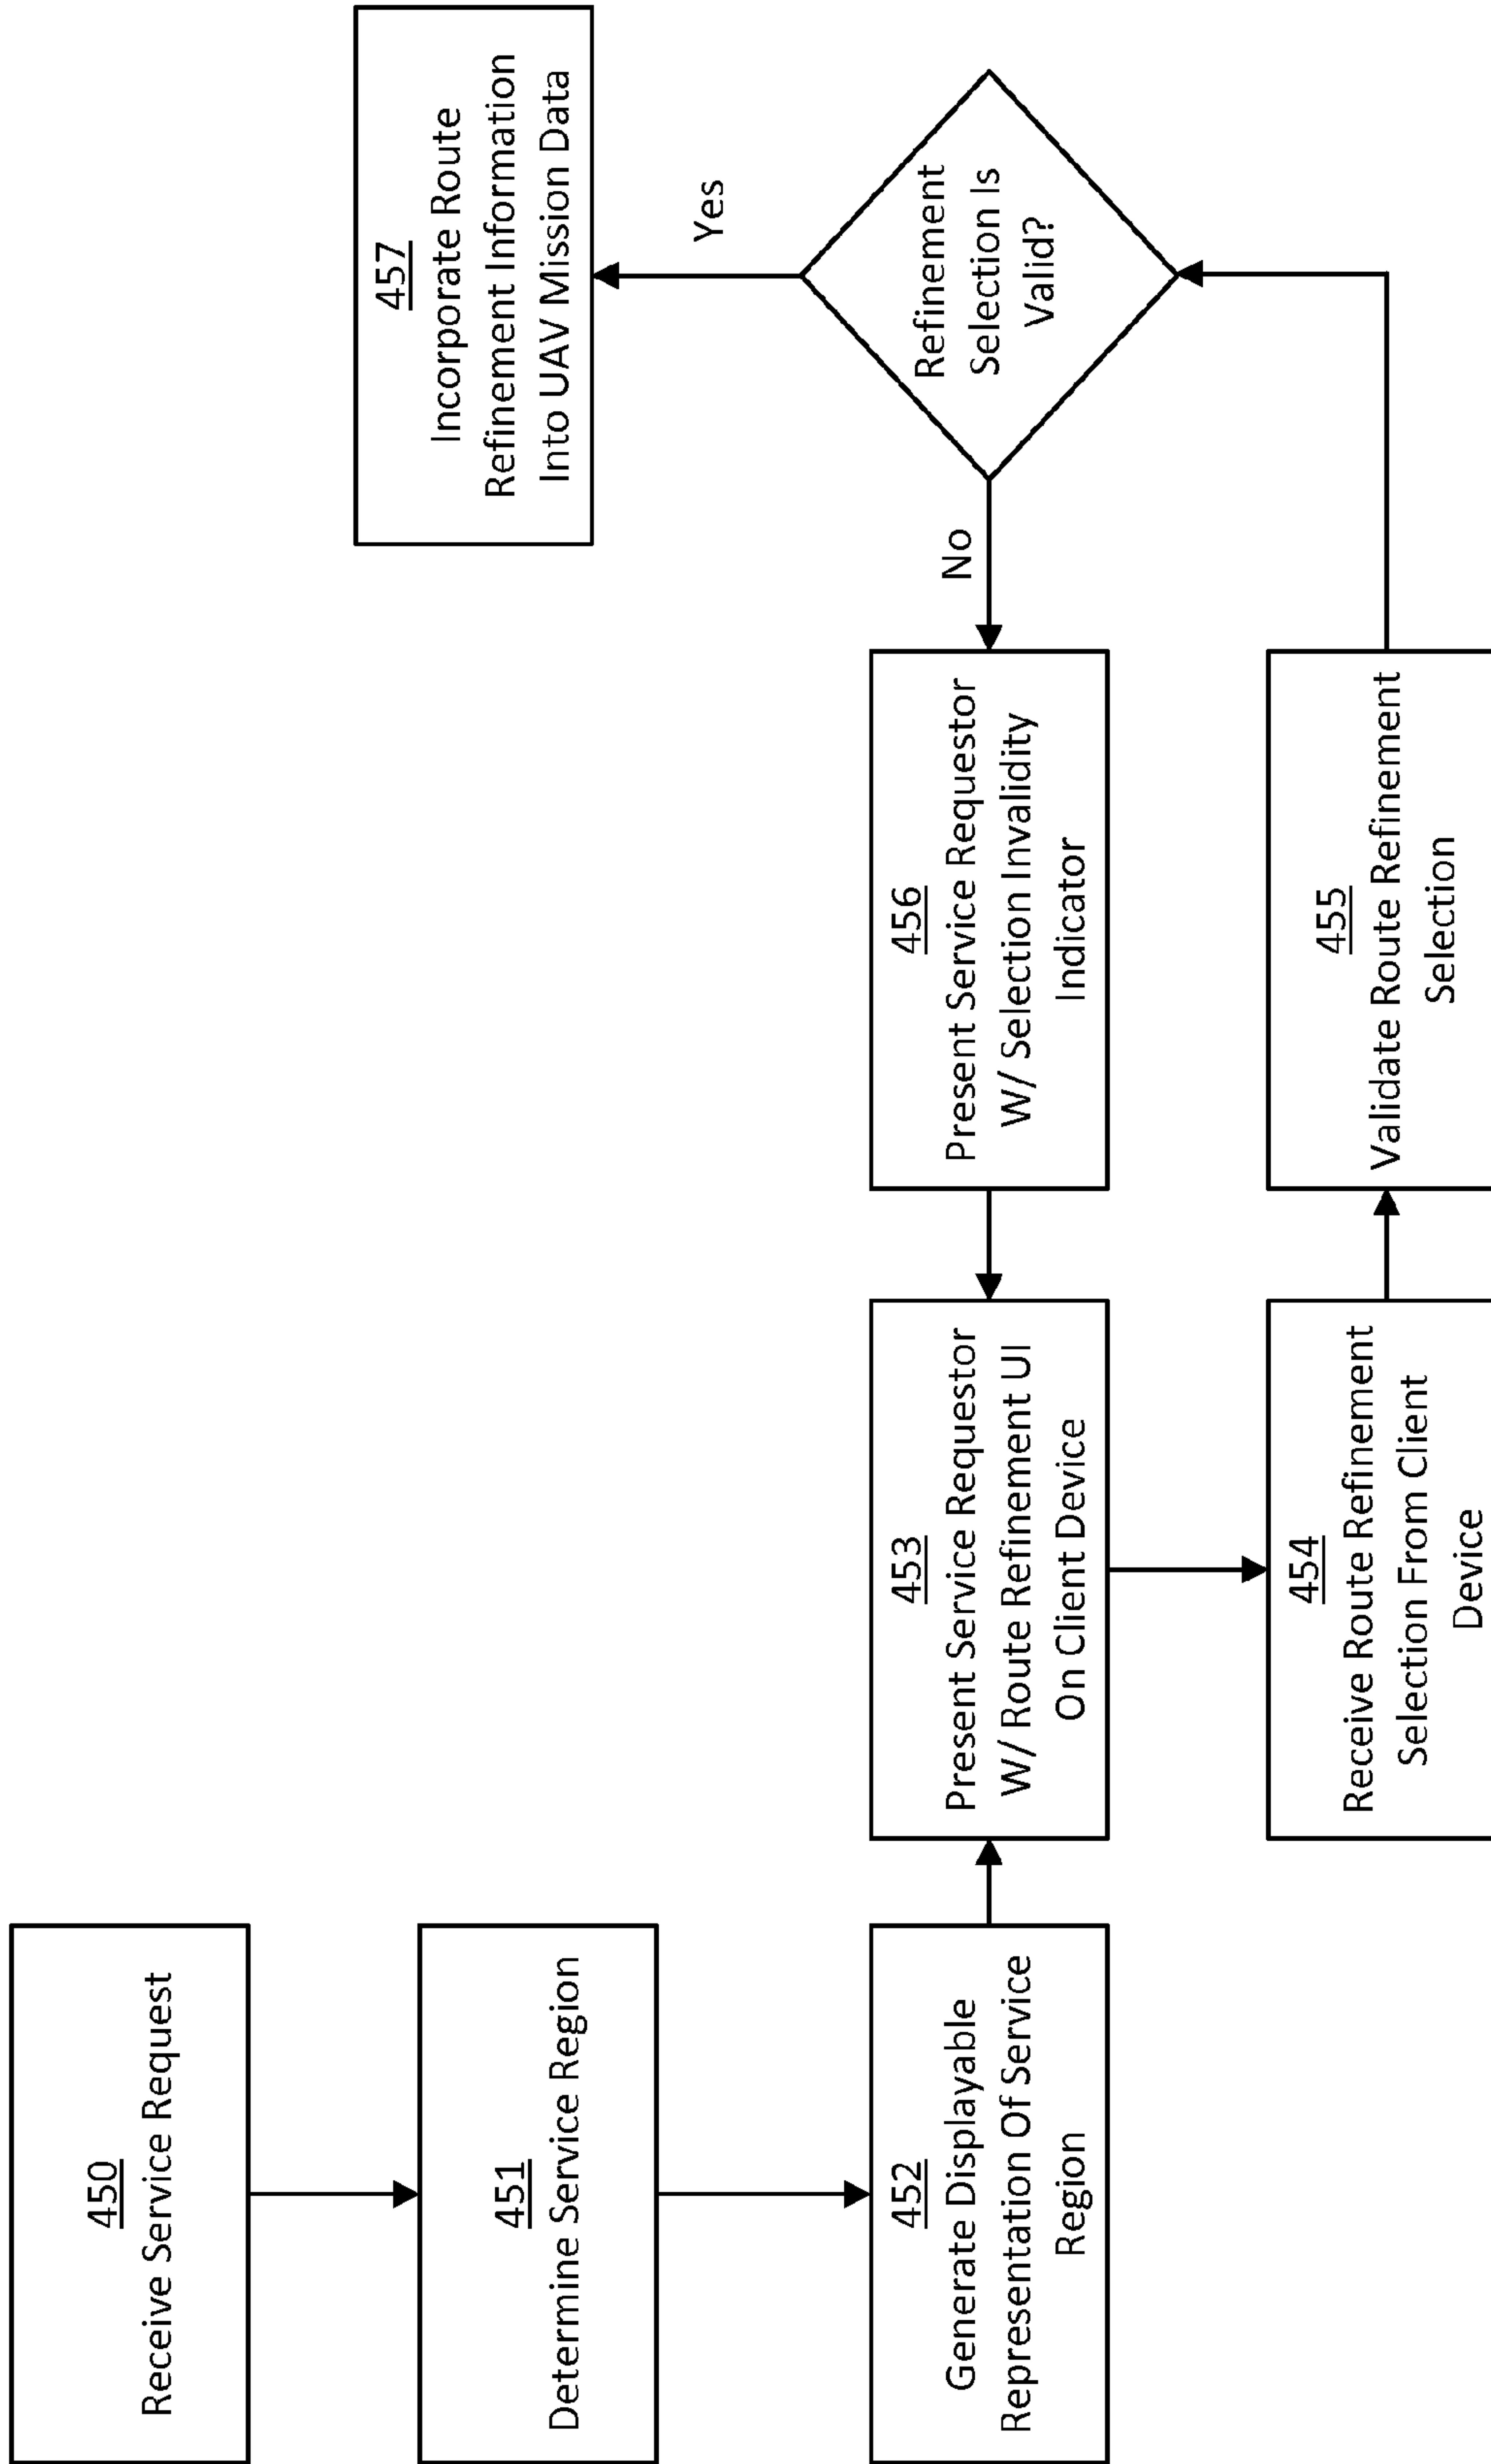 450
Receive Service Request
451
Determine Service Region
452
Generate Displayable
Representation Of Service
Region
453
Present Service Requestor
W/ Route Refinement UI
On Client Device
454
Receive Route Refinement
Selection From Client
Device
455
Validate Route Refinement
Selection
Refinement
Selection Is
Valid?
No
456
Present Service Requestor
W/ Selection Invalidity
Indicator
Yes
457
Incorporate Route
Refinement Information
Into UAV Mission Data